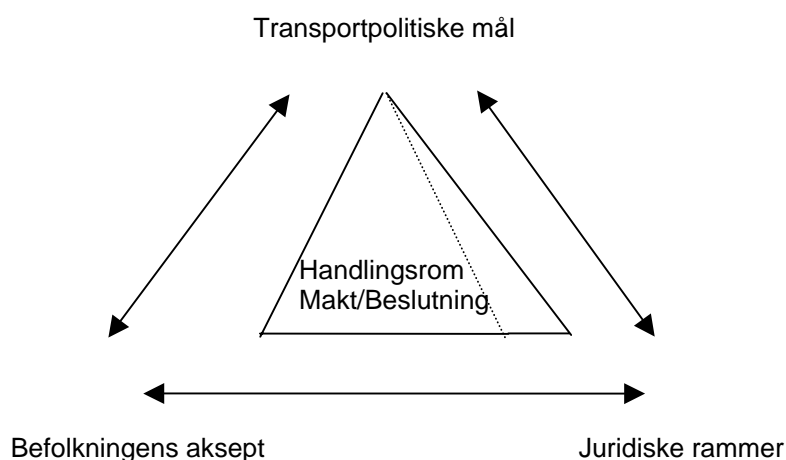 Transportpolitiske mål
Handlingsrom
Makt/Beslutning
Befolkningens aksept
Juridiske rammer